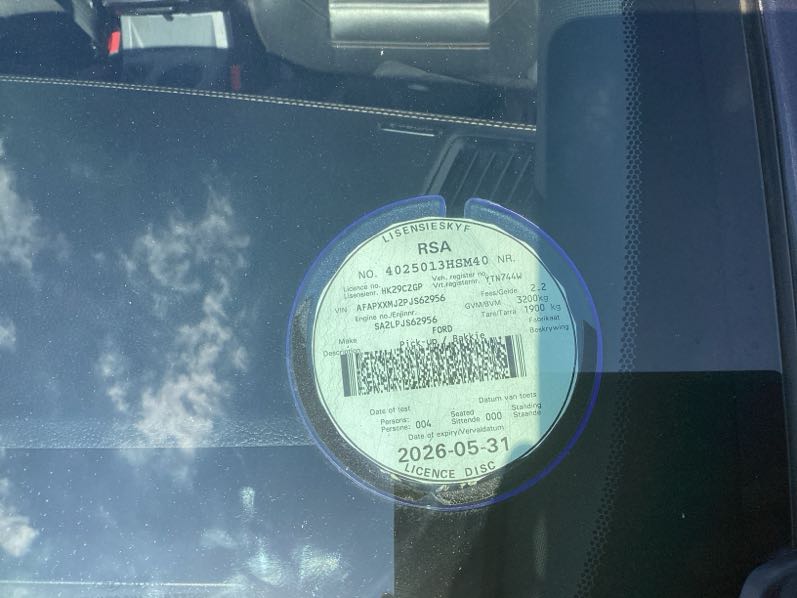 LISENSIESKYF
RSA
NO. 4025013HSM40 NR.
Licence no. Veh. register no.
Lisensienr. HK29CZGP Vrt.registernr. YTN744W
VIN AFAPXXMJ2PJS62956 Fees/Gelde 2.2
Engine no./Enjinnr. GVM/BVM 3200kg
SA2LPJS62956 Tare/Tarra 1900 kg
Make FORD Fabrikaat
Description Pick-up / Bakkie Beskrywing
Date of test Datum van toets
Persons: Seated Standing
Persone: 004 Sittende 000 Staande
Date of expiry/Vervaldatum
2026-05-31
LICENCE DISC